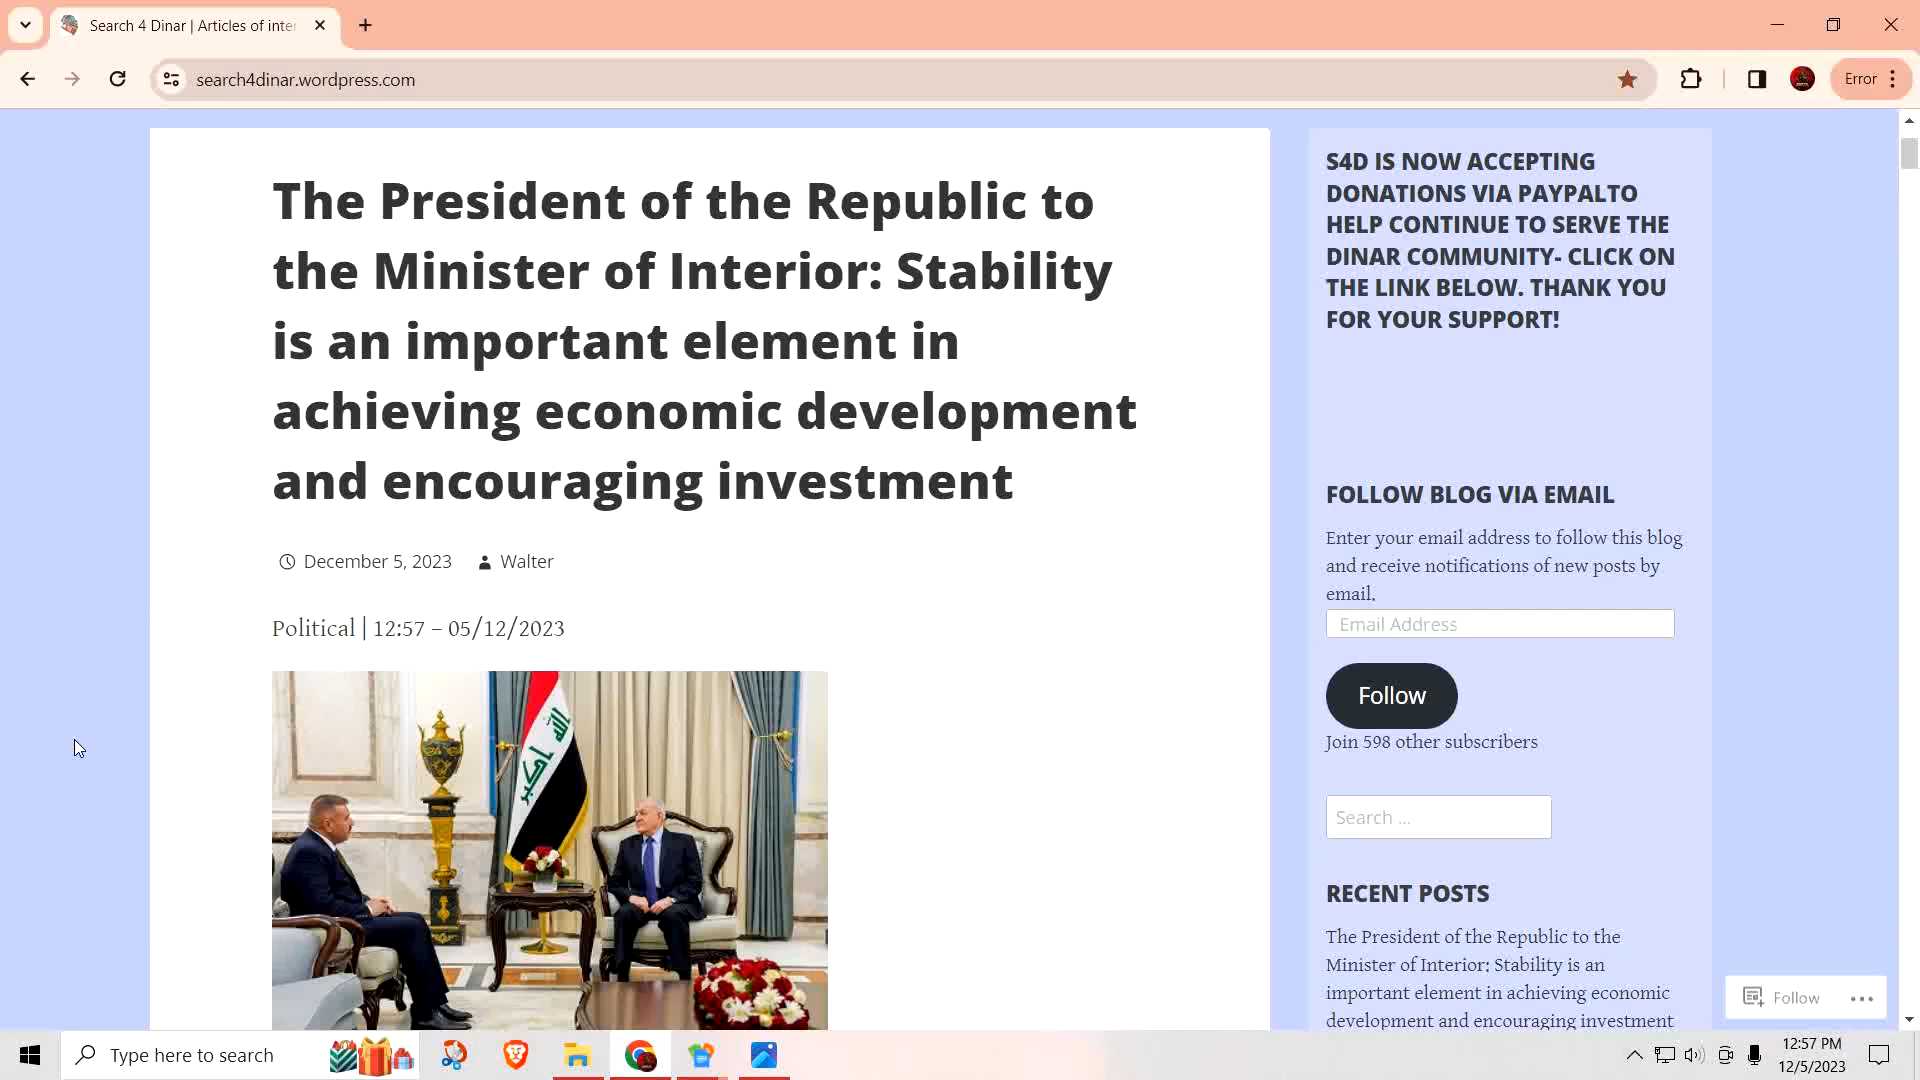 Search 4 Dinar | Articles of inter
search4dinar.wordpress.com
Error
The President of the Republic to
the Minister of Interior: Stability
is an important element in
achieving economic development
and encouraging investment
December 5, 2023 Walter
Political | 12:57 – 05/12/2023
الله اكبر
S4D IS NOW ACCEPTING
DONATIONS VIA PAYPALTO
HELP CONTINUE TO SERVE THE
DINAR COMMUNITY- CLICK ON
THE LINK BELOW. THANK YOU
FOR YOUR SUPPORT!
FOLLOW BLOG VIA EMAIL
Enter your email address to follow this blog
and receive notifications of new posts by
email.
Email Address
Follow
Join 598 other subscribers
Search ...
RECENT POSTS
The President of the Republic to the
Minister of Interior: Stability is an
important element in achieving economic
development and encouraging investment
Follow
Type here to search
12:57 PM
12/5/2023